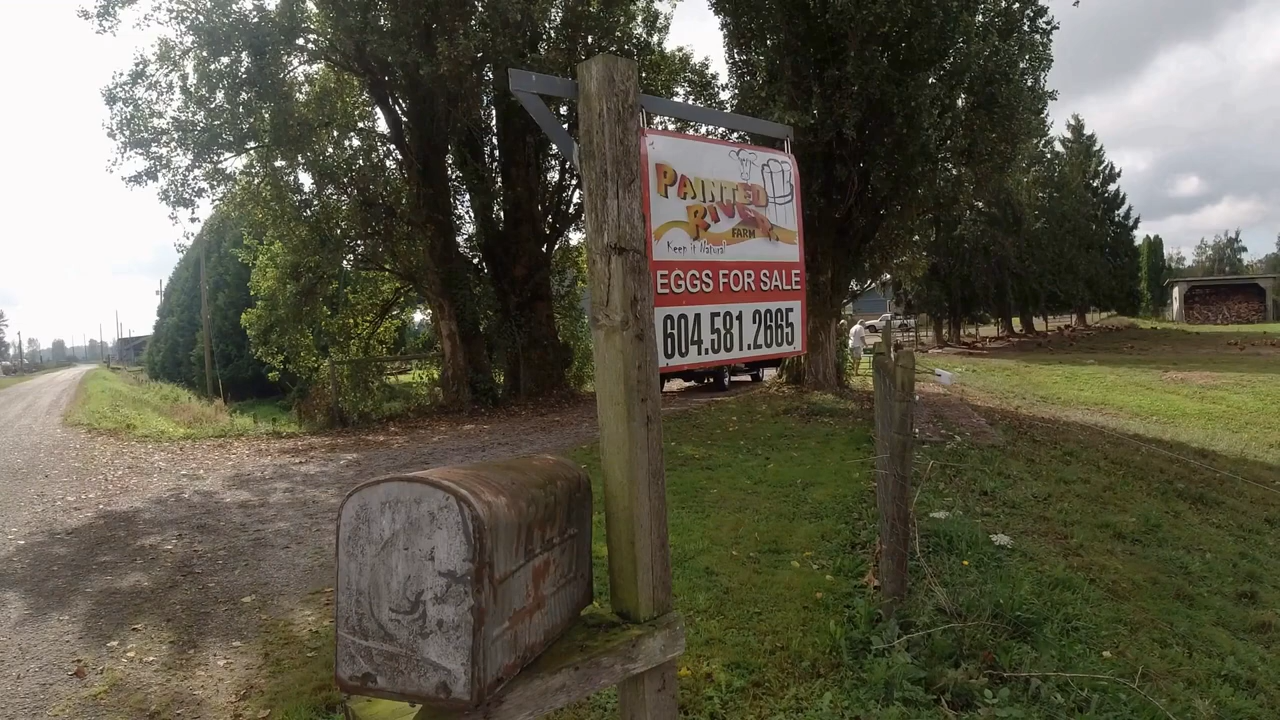 PAINTED
RIVER
FARM
Keep it Natural
EGGS FOR SALE
604.581.2665